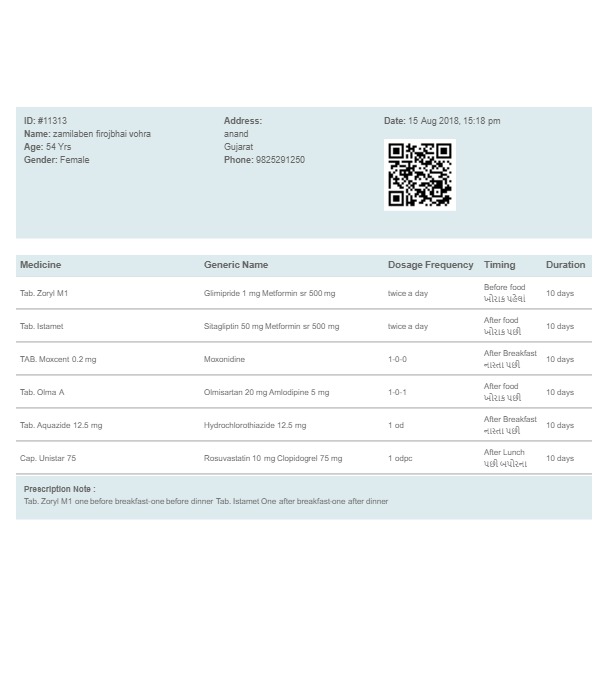 ID: #11313
Name: zamilaben firojbhai vohra
Age: 54 Yrs
Gender: Female
Address:
anand
Gujarat
Phone: 9825291250
Date: 15 Aug 2018, 15:18 pm
Medicine Generic Name Dosage Frequency Timing Duration
Tab. Zoryl M1 Glimipride 1 mg Metformin sr 500 mg twice a day Before food 10 days
ખોરાક પહેલાં
Tab. Istamet Sitagliptin 50 mg Metformin sr 500 mg twice a day After food 10 days
ખોરાક પછી
TAB. Moxcent 0.2 mg Moxonidine 1-0-0 After Breakfast 10 days
નાસ્તા પછી
Tab. Olma A Olmisartan 20 mg Amlodipine 5 mg 1-0-1 After food 10 days
ખોરાક પછી
Tab. Aquazide 12.5 mg Hydrochlorothiazide 12.5 mg 1 od After Breakfast 10 days
નાસ્તા પછી
Cap. Unistar 75 Rosuvastatin 10 mg Clopidogrel 75 mg 1 odpc After Lunch 10 days
પછી બપોરના
Prescription Note :
Tab. Zoryl M1 one before breakfast-one before dinner Tab. Istamet One after breakfast-one after dinner